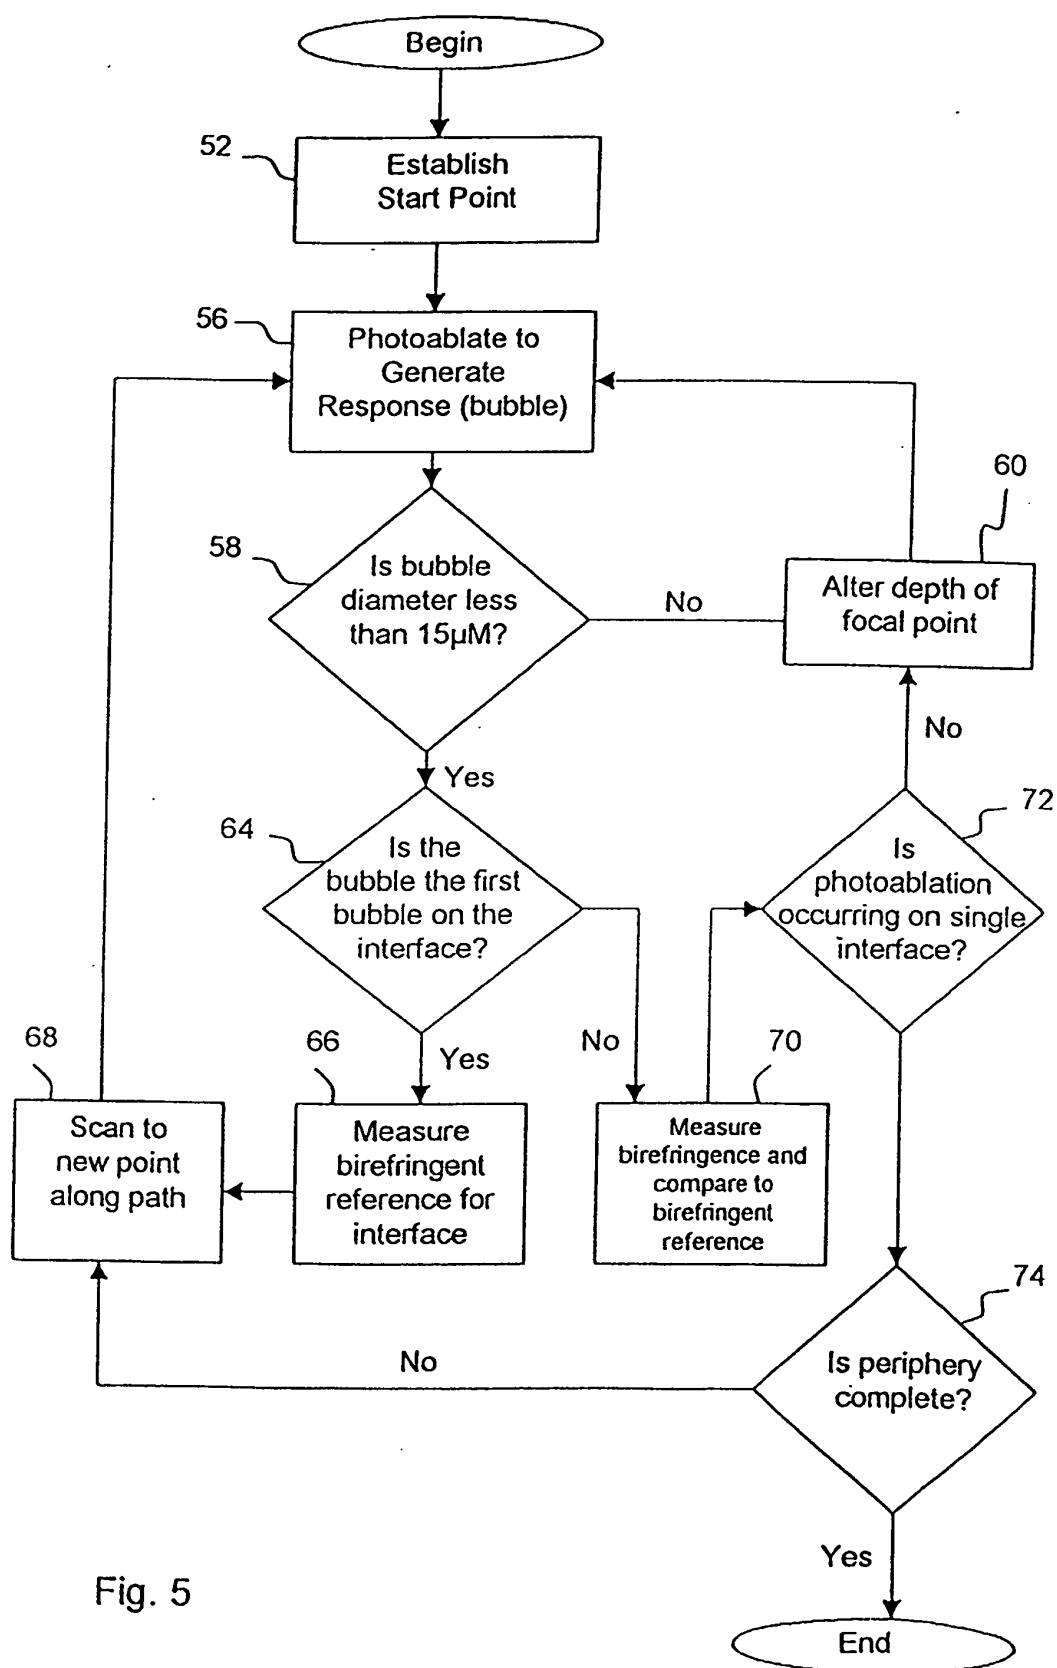 Begin
52
Establish
Start Point
56
Photoablate to
Generate
Response (bubble)
60
58
Is bubble
diameter less
than 15µM?
No
Alter depth of
focal point
No
Yes
72
64
Is the
bubble the first
bubble on the
interface?
Is
photoablation
occurring on single
interface?
68
66
Yes
No
70
Scan to
new point
along path
Measure
birefringent
reference for
interface
Measure
birefringence and
compare to
birefringent
reference
74
No
Is periphery
complete?
Yes
Fig. 5
End